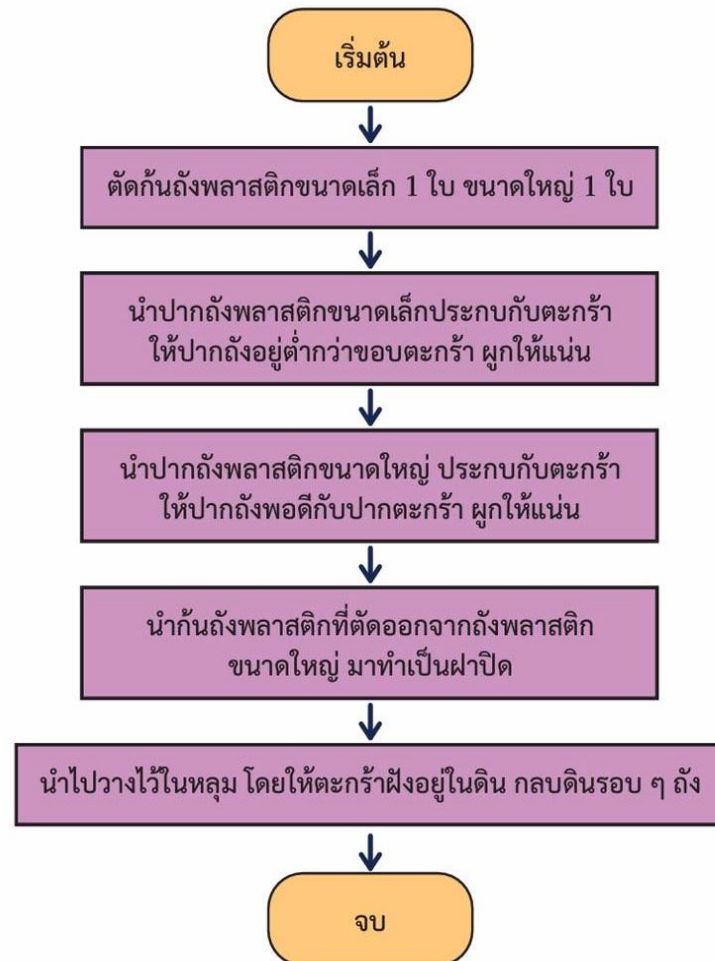 เริ่มต้น
ตัดก้นถังพลาสติกขนาดเล็ก 1 ใบ ขนาดใหญ่ 1 ใบ
นำปากถังพลาสติกขนาดเล็กประกบกับตะกร้า
ให้ปากถังอยู่ต่ำกว่าขอบตะกร้า ผูกให้แน่น
นำปากถังพลาสติกขนาดใหญ่ ประกบกับตะกร้า
ให้ปากถังพอดีกับปากตะกร้า ผูกให้แน่น
นำก้นถังพลาสติกที่ตัดออกจากถังพลาสติก
ขนาดใหญ่ มาทำเป็นฝาปิด
นำไปวางไว้ในหลุม โดยให้ตะกร้าฝังอยู่ในดิน กลบดินรอบ ๆ ถัง
จบ